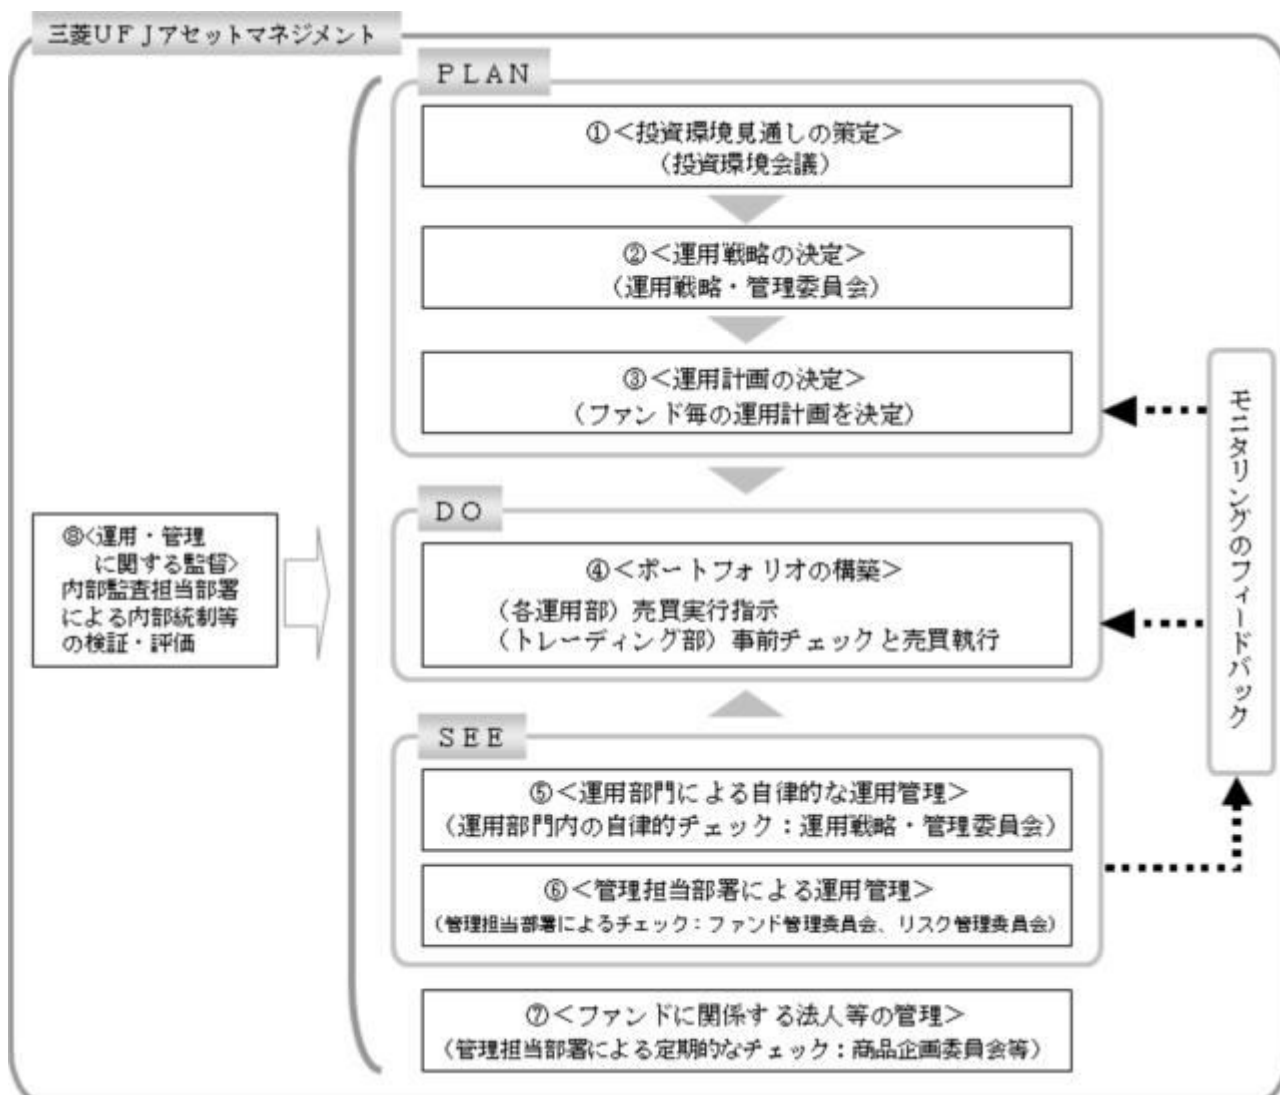 三菱UFJアセットマネジメント
PLAN
①<投資環境見通しの策定>
(投資環境会議)
②<運用戦略の決定>
(運用戦略・管理委員会)
③<運用計画の決定>
(ファンド毎の運用計画を決定)
DO
④<ポートフォリオの構築>
(各運用部)売買実行指示
(トレーディング部)事前チェックと売買執行
SEE
⑤<運用部門による自律的な運用管理>
(運用部門内の自律的チェック:運用戦略・管理委員会)
⑥<管理担当部署による運用管理>
(管理担当部署によるチェック:ファンド管理委員会、リスク管理委員会)
⑦<ファンドに関係する法人等の管理>
(管理担当部署による定期的なチェック:商品企画委員会等)
⑧<運用・管理
に関する監督>
内部監査担当部署
による内部統制等
の検証・評価
モニタリングのフィードバック